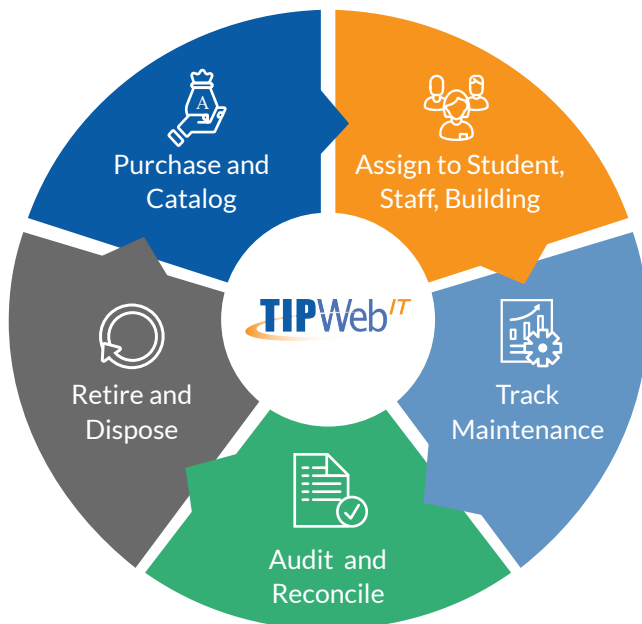 A
Purchase and
Catalog
Assign to Student,
Staff, Building
TIPWeb IT
Track
Maintenance
Audit and
Reconcile
Retire and
Dispose